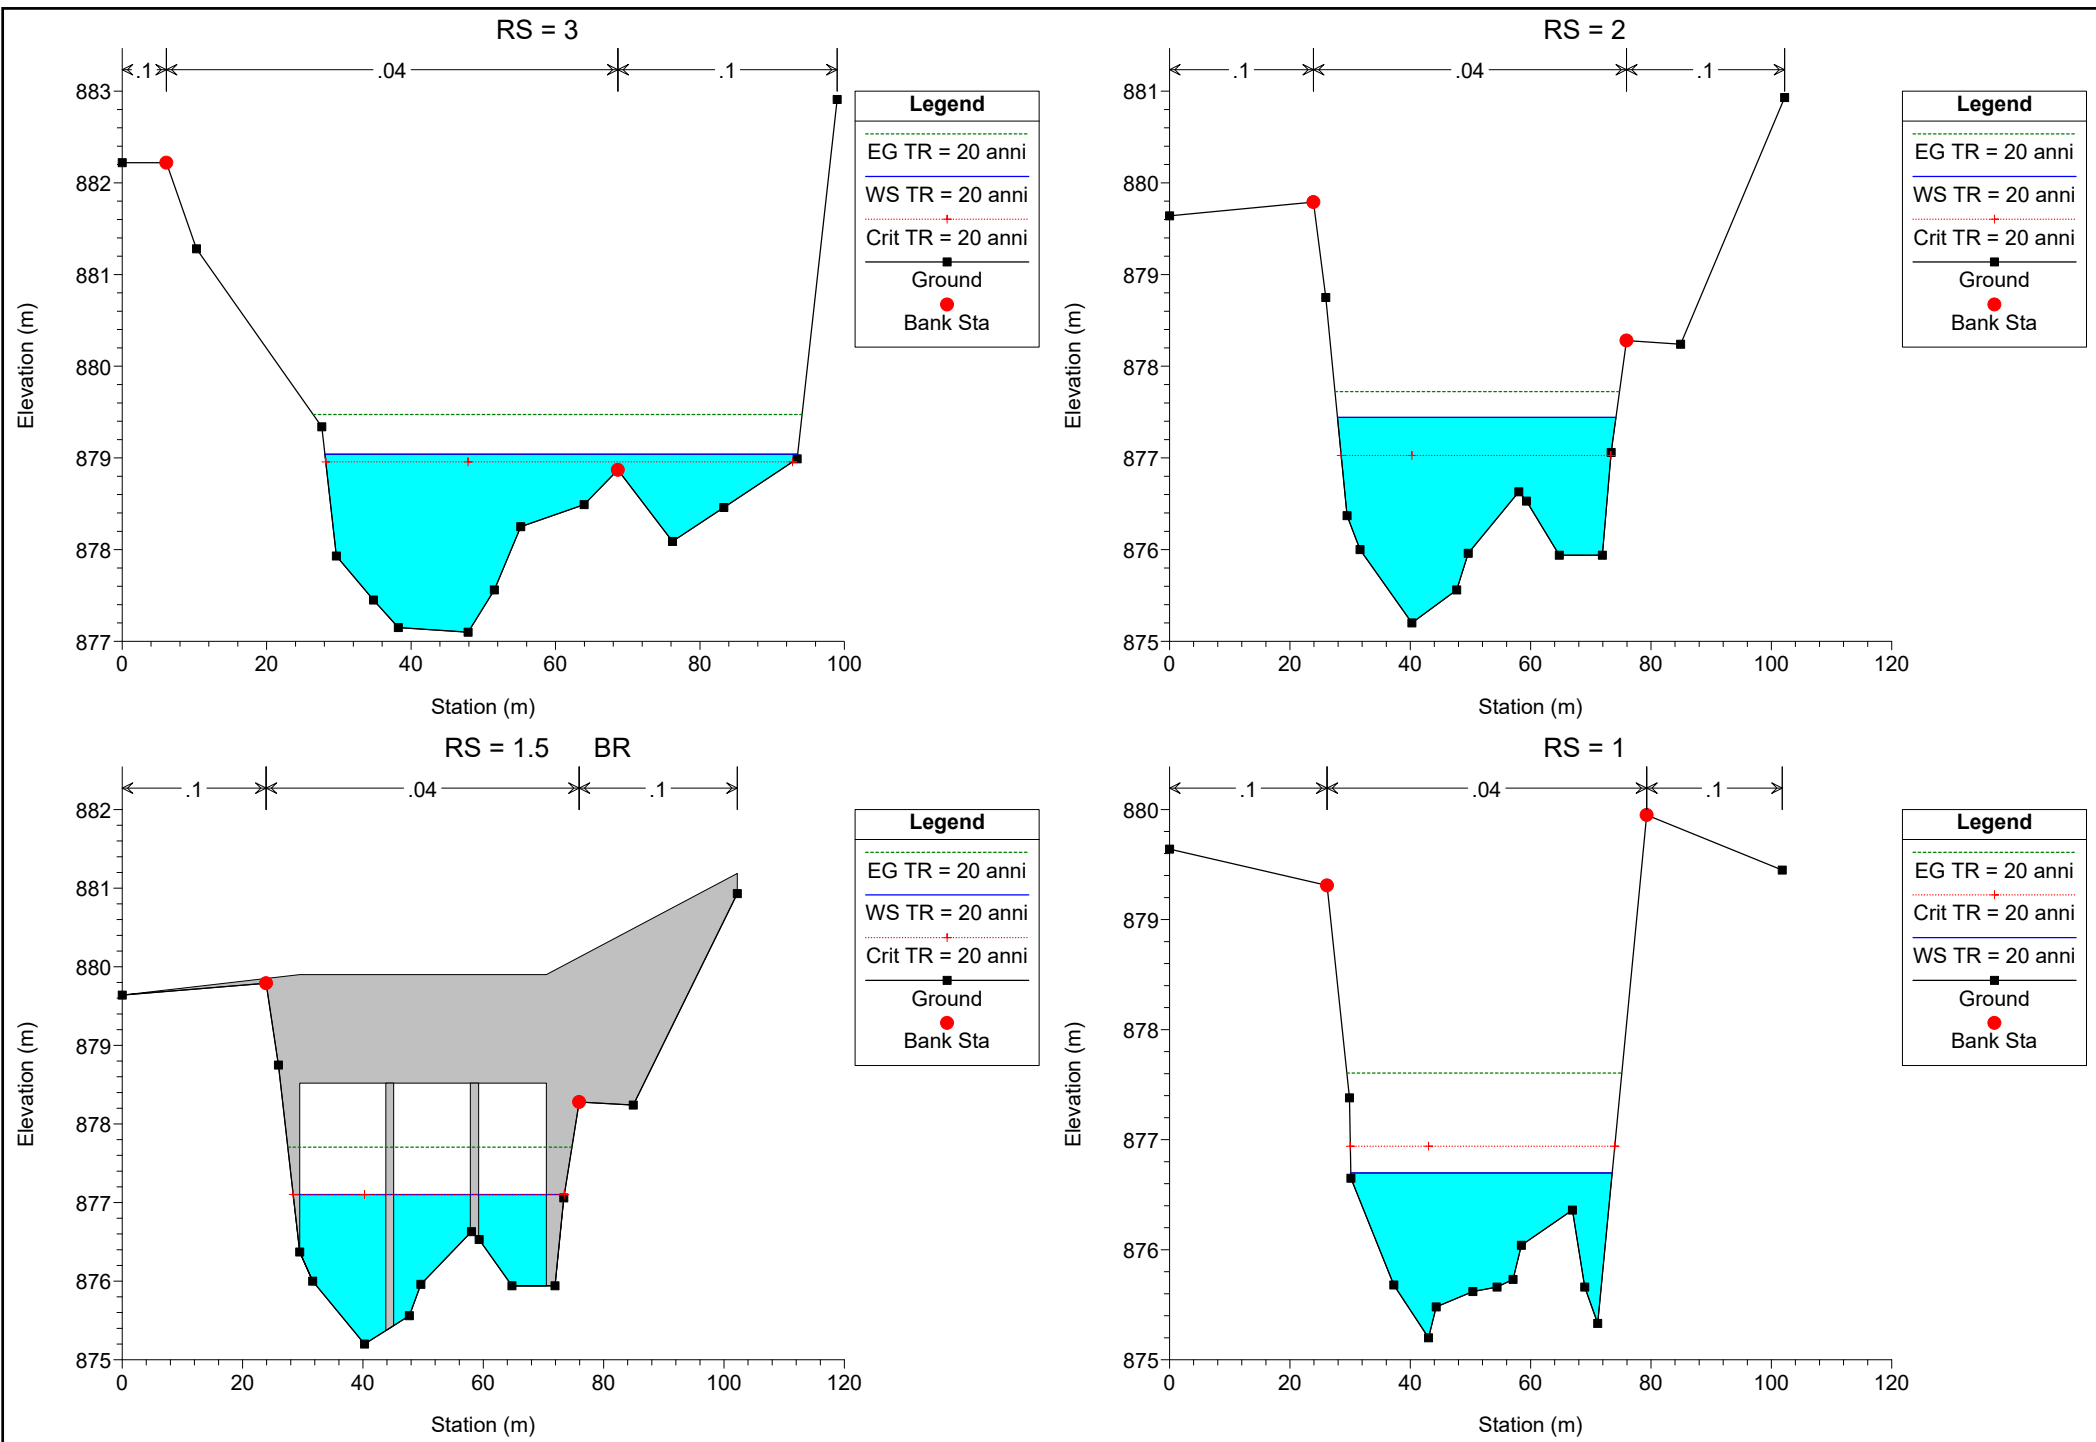 RS = 3
.1
.04
.1
883
882
881
880
879
878
877
0
20
40
60
80
100
Elevation (m)
Station (m)
Legend
EG TR = 20 anni
WS TR = 20 anni
Crit TR = 20 anni
Ground
Bank Sta
RS = 2
.1
.04
.1
881
880
879
878
877
876
875
0
20
40
60
80
100
120
Elevation (m)
Station (m)
Legend
EG TR = 20 anni
WS TR = 20 anni
Crit TR = 20 anni
Ground
Bank Sta
RS = 1.5 BR
.1
.04
.1
882
881
880
879
878
877
876
875
0
20
40
60
80
100
120
Elevation (m)
Station (m)
Legend
EG TR = 20 anni
WS TR = 20 anni
Crit TR = 20 anni
Ground
Bank Sta
RS = 1
.1
.04
.1
880
879
878
877
876
875
0
20
40
60
80
100
120
Elevation (m)
Station (m)
Legend
EG TR = 20 anni
Crit TR = 20 anni
WS TR = 20 anni
Ground
Bank Sta